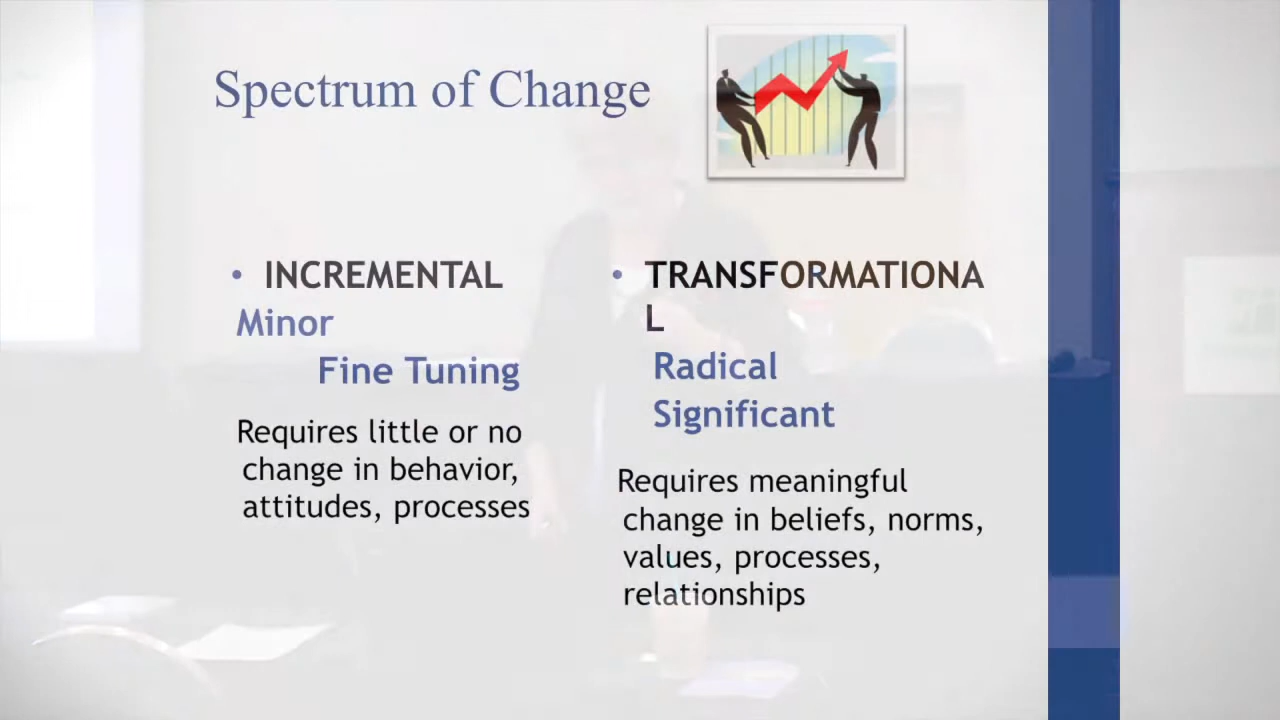 Spectrum of Change
• INCREMENTAL
Minor
Fine Tuning
Requires little or no
change in behavior,
attitudes, processes
• TRANSFORMATIONA
L
Radical
Significant
Requires meaningful
change in beliefs, norms,
values, processes,
relationships